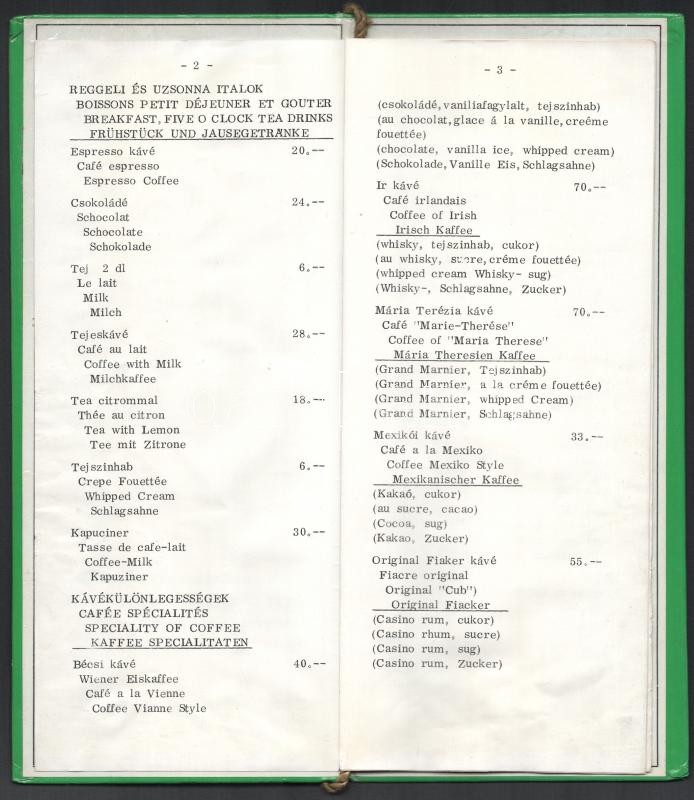 - 2 -
REGGELI ÉS UZSONNA ITALOK
BOISSONS PETIT DÉJEUNER ET GOUTER
BREAKFAST, FIVE O CLOCK TEA DRINKS
FRÜHSTÜCK UND JAUSEGETRÄNKE
Espresso kávé 20.--
Café espresso
Espresso Coffee
Csokoládé 24.--
Schocolat
Schocolate
Schokolade
Tej 2 dl 6.--
Le lait
Milk
Milch
Tejeskávé 28.--
Café au lait
Coffee with Milk
Milchkaffee
Tea citrommal 18.--
Thée au citron
Tea with Lemon
Tee mit Zitrone
Tejszinhab 6.--
Crepe Fouettée
Whipped Cream
Schlagsahne
Kapuciner 30.--
Tasse de cafe-lait
Coffee-Milk
Kapuziner
KÁVÉKÜLÖNLEGESSÉGEK
CAFÉE SPÉCIALITÉS
SPECIALITY OF COFFEE
KAFFEE SPECIALITATEN
Bécsi kávé 40.--
Wiener Eiskaffee
Café a la Vienne
Coffee Vianne Style
- 3 -
(csokoládé, vaniliafagylalt, tejszinhab)
(au chocolat, glace á la vanille, creéme
fouettée)
(chocolate, vanilla ice, whipped cream)
(Schokolade, Vanille Eis, Schlagsahne)
Ir kávé 70.--
Café irlandais
Coffee of Irish
Irisch Kaffee
(whisky, tejszinhab, cukor)
(au whisky, sucre, créme fouettée)
(whipped cream Whisky- sug)
(Whisky-, Schlagsahne, Zucker)
Mária Terézia kávé 70.--
Café "Marie-Therése"
Coffee of "Maria Therese"
Mária Theresien Kaffee
(Grand Marnier, Tejszinhab)
(Grand Marnier, a la créme fouettée)
(Grand Marnier, whipped Cream)
(Grand Marnier, Schlagsahne)
Mexikói kávé 33.--
Café a la Mexiko
Coffee Mexiko Style
Mexikanischer Kaffee
(Kakaó, cukor)
(au sucre, cacao)
(Cocoa, sug)
(Kakao, Zucker)
Original Fiaker kávé 55.--
Fiacre original
Original "Cub")
Original Fiacker
(Casino rum, cukor)
(Casino rhum, sucre)
(Casino rum, sug)
(Casino rum, Zucker)